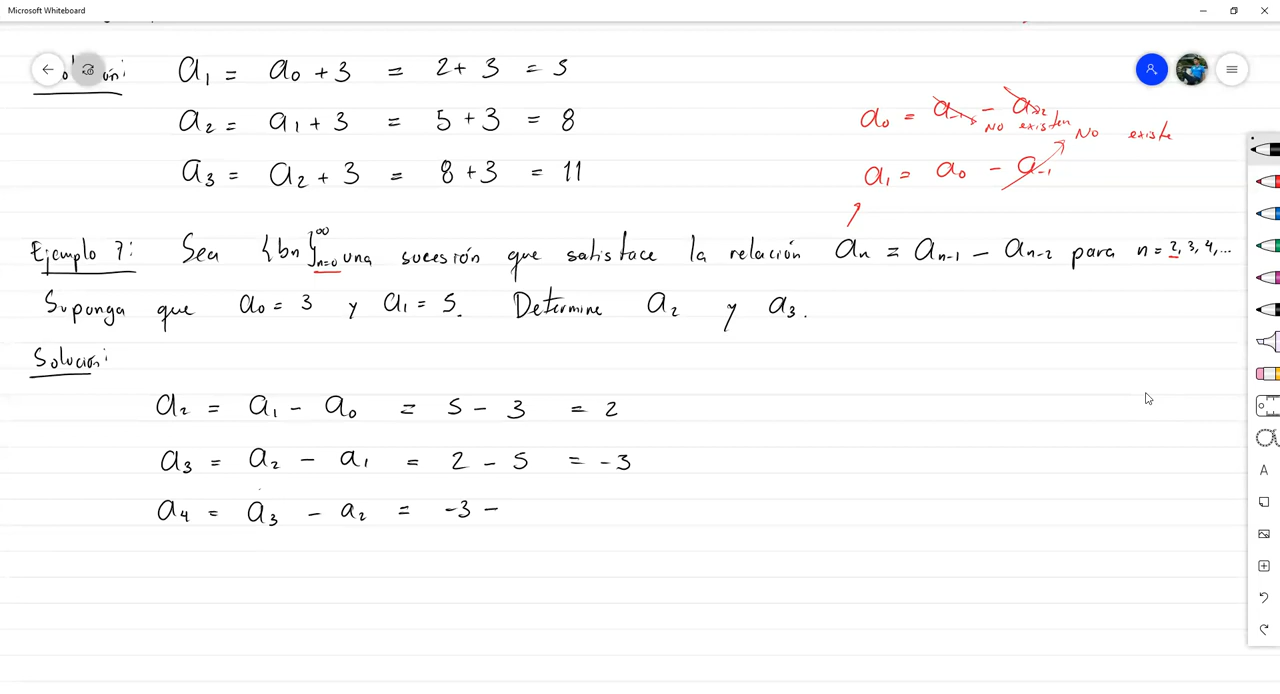 Microsoft Whiteboard
Solución: a₁ = a₀ + 3 = 2 + 3 = 5
a₂ = a₁ + 3 = 5 + 3 = 8
a₃ = a₂ + 3 = 8 + 3 = 11
a₀ = a₋₁ - a₋₂
No existen
No existe
a₁ = a₀ - a₋₁
Ejemplo 7: Sea {bn}ₙ₌₀^∞ una sucesión que satisface la relación aₙ = aₙ₋₁ - aₙ₋₂ para n = 2, 3, 4, ...
Suponga que a₀ = 3 y a₁ = 5. Determine a₂ y a₃.
Solución:
a₂ = a₁ - a₀ = 5 - 3 = 2
a₃ = a₂ - a₁ = 2 - 5 = -3
a₄ = a₃ - a₂ = -3 -
A